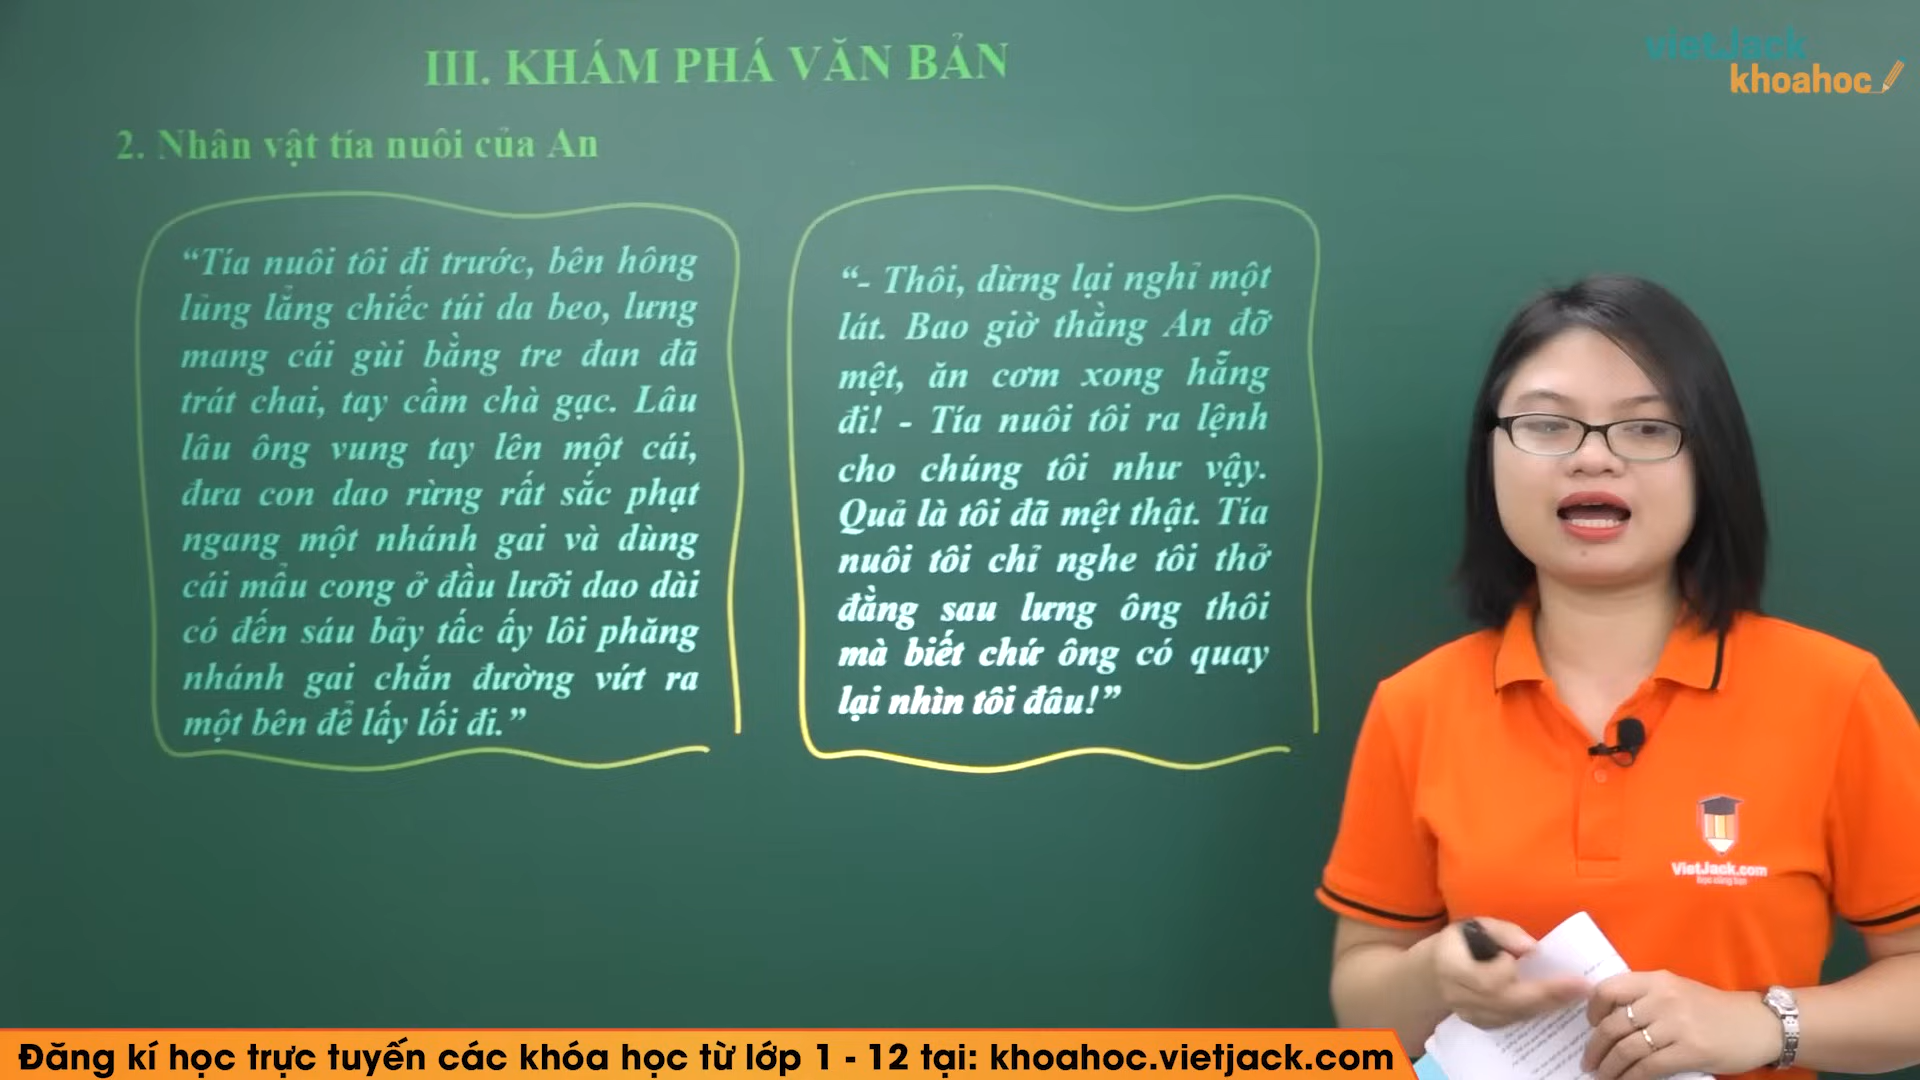 III. KHÁM PHÁ VĂN BẢN
vietJack
khoahoc
2. Nhân vật tía nuôi của An
“Tía nuôi tôi đi trước, bên hông
lủng lẳng chiếc túi da beo, lưng
mang cái gùi bằng tre đan đã
trát chai, tay cầm chà gạc. Lâu
lâu ông vung tay lên một cái,
đưa con dao rừng rất sắc phạt
ngang một nhánh gai và dùng
cái mẩu cong ở đầu lưỡi dao dài
có đến sáu bảy tấc ấy lôi phăng
nhánh gai chắn đường vứt ra
một bên để lấy lối đi.”
“- Thôi, dừng lại nghỉ một
lát. Bao giờ thằng An đỡ
mệt, ăn cơm xong hẵng
đi! - Tía nuôi tôi ra lệnh
cho chúng tôi như vậy.
Quả là tôi đã mệt thật. Tía
nuôi tôi chỉ nghe tôi thở
đằng sau lưng ông thôi
mà biết chứ ông có quay
lại nhìn tôi đâu!”
VietJack.com
Đăng kí học trực tuyến các khóa học từ lớp 1 - 12 tại: khoahoc.vietjack.com